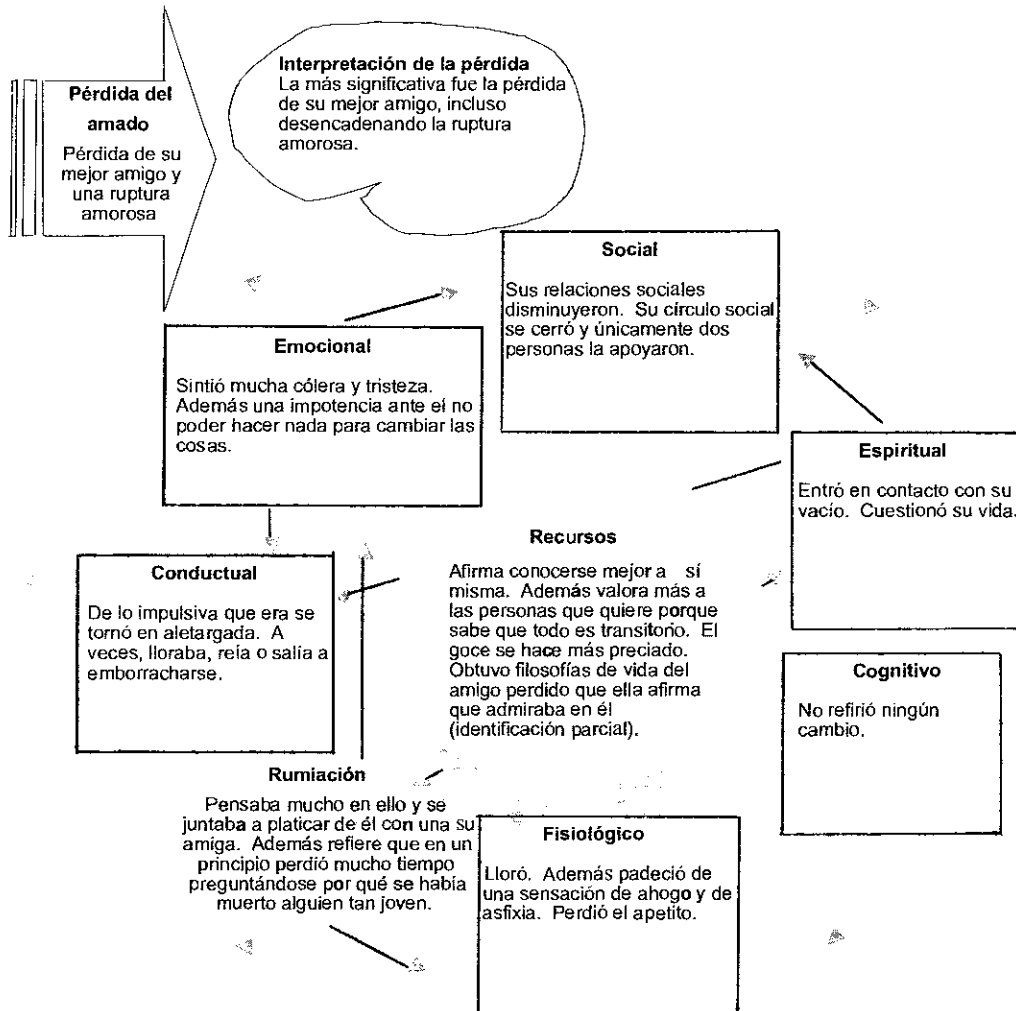 Pérdida del
amado
Pérdida de su
mejor amigo y
una ruptura
amorosa
Interpretación de la pérdida
La más significativa fue la pérdida
de su mejor amigo, incluso
desencadenando la ruptura
amorosa.
Social
Sus relaciones sociales
disminuyeron. Su círculo social
se cerró y únicamente dos
personas la apoyaron.
Emocional
Sintió mucha cólera y tristeza.
Además una impotencia ante el no
poder hacer nada para cambiar las
cosas.
Espiritual
Entró en contacto con su
vacío. Cuestionó su vida.
Recursos
Afirma conocerse mejor a sí
misma. Además valora más a
las personas que quiere porque
sabe que todo es transitorio. El
goce se hace más preciado.
Obtuvo filosofías de vida del
amigo perdido que ella afirma
que admiraba en él
(identificación parcial).
Conductual
De lo impulsiva que era se
tornó en aletargada. A
veces, lloraba, reía o salía a
emborracharse.
Cognitivo
No refirió ningún
cambio.
Rumiación
Pensaba mucho en ello y se
juntaba a platicar de él con una su
amiga. Además refiere que en un
principio perdió mucho tiempo
preguntándose por qué se había
muerto alguien tan joven.
Fisiológico
Lloró. Además padeció de
una sensación de ahogo y de
asfixia. Perdió el apetito.